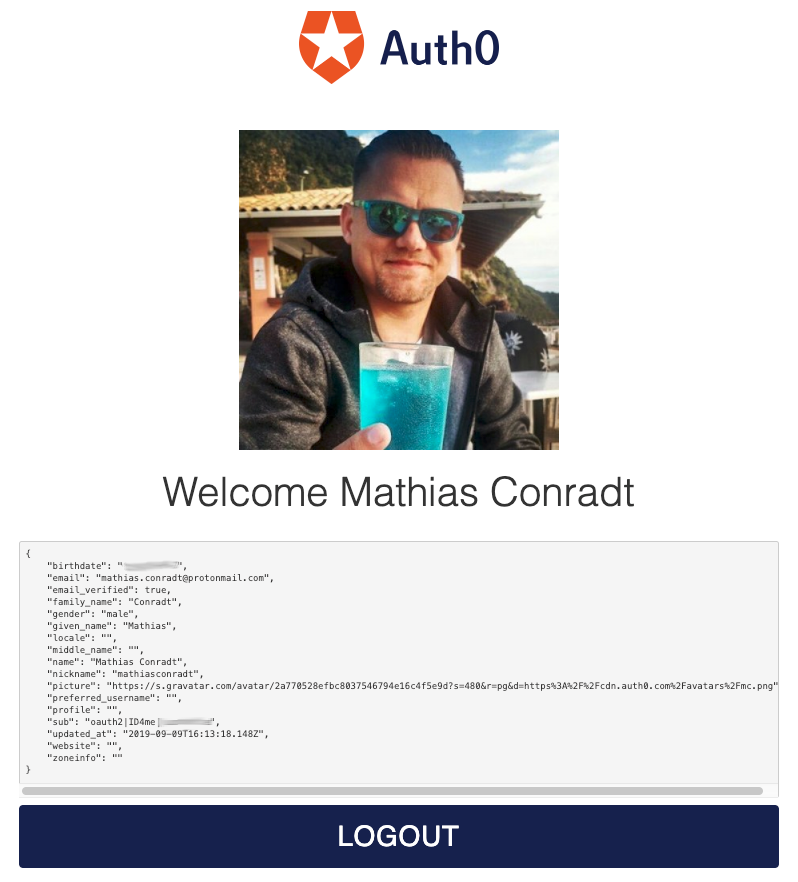 Auth0
Welcome Mathias Conradt
{
"birthdate": "          ",
"email": "mathias.conradt@protonmail.com",
"email_verified": true,
"family_name": "Conradt",
"gender": "male",
"given_name": "Mathias",
"locale": "",
"middle_name": "",
"name": "Mathias Conradt",
"nickname": "mathiasconradt",
"picture": "https://s.gravatar.com/avatar/2a770528efbc8037546794e16c4f5e9d?s=480&r=pg&d=https%3A%2F%2Fcdn.auth0.com%2Favatars%2Fmc.png"
"preferred_username": "",
"profile": "",
"sub": "oauth2|ID4me|          ",
"updated_at": "2019-09-09T16:13:18.148Z",
"website": "",
"zoneinfo": ""
}
LOGOUT